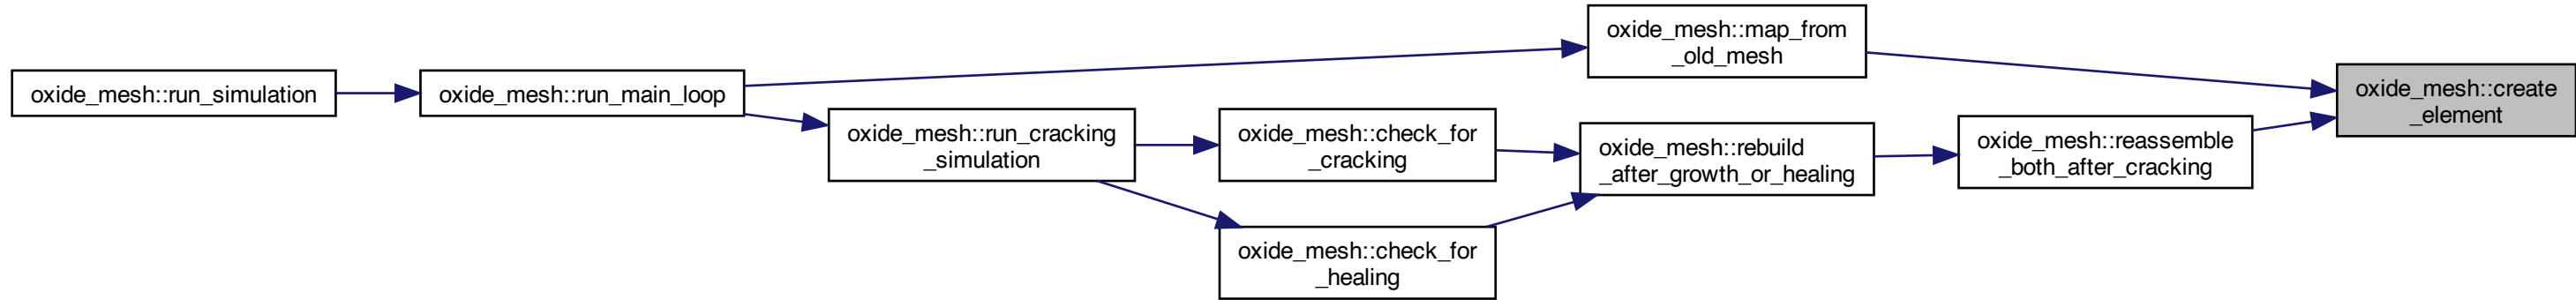 oxide_mesh::run_simulation
oxide_mesh::run_main_loop
oxide_mesh::map_from
_old_mesh
oxide_mesh::run_cracking
_simulation
oxide_mesh::check_for
_cracking
oxide_mesh::check_for
_healing
oxide_mesh::rebuild
_after_growth_or_healing
oxide_mesh::reassemble
_both_after_cracking
oxide_mesh::create
_element